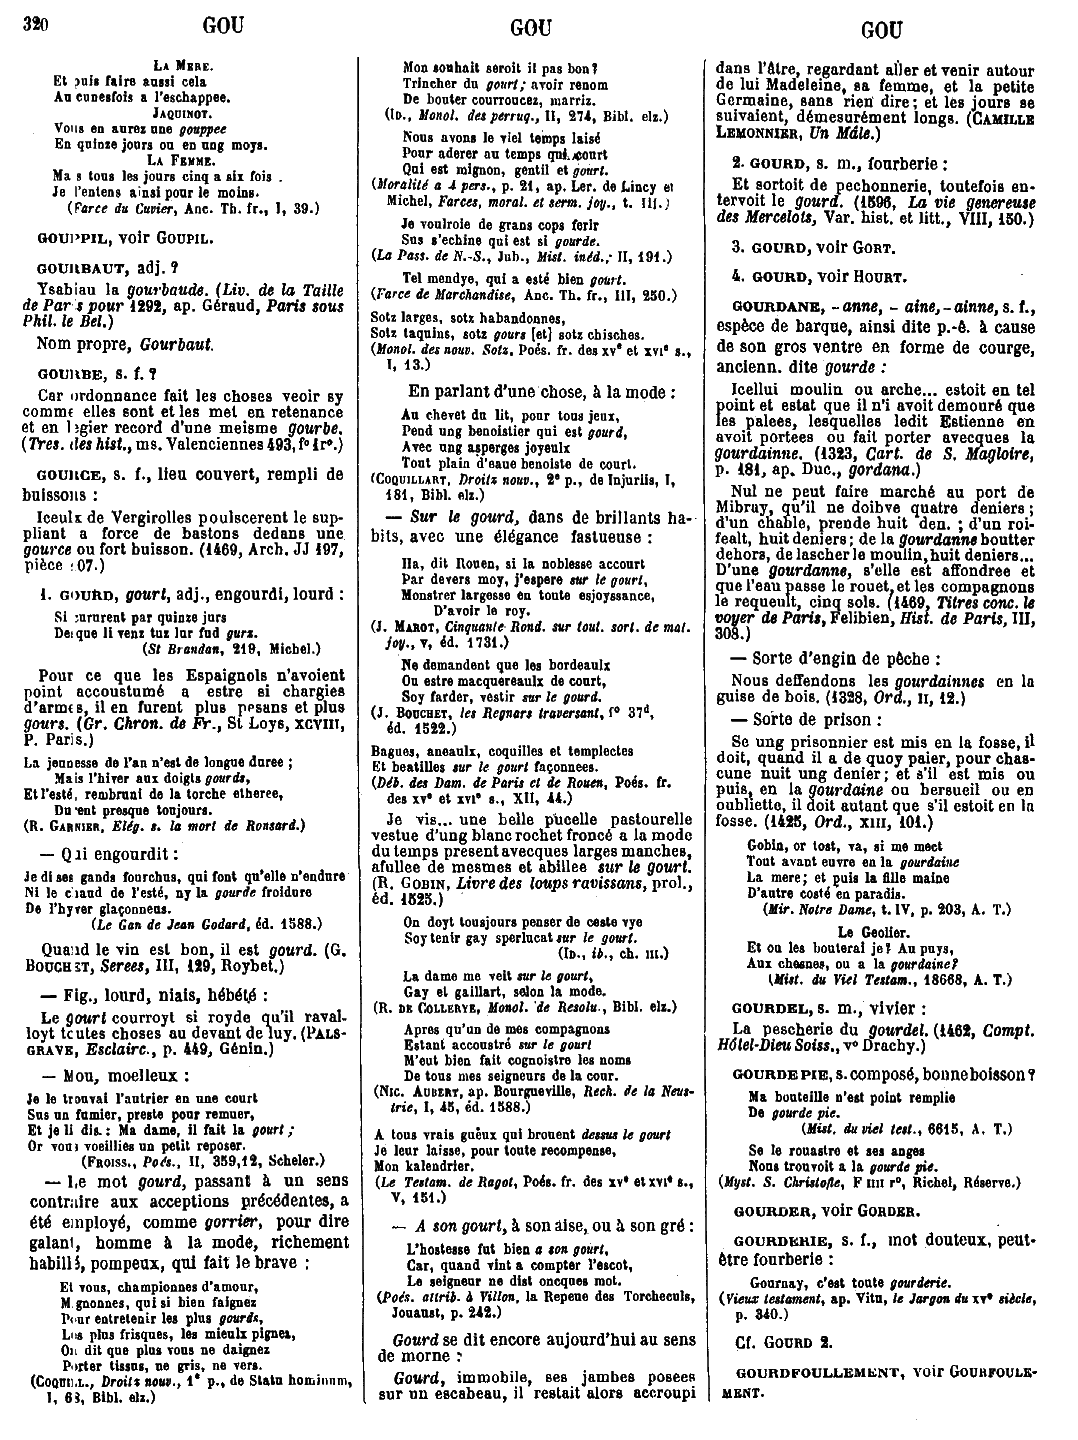 320 GOU GOU GOU
LA MERE.
Et puis faire aussi cela
Au cunesfois a l'eschappee.
JAQUINOT.
Vous en aurez une gouppee
En quinze jours ou en ung moys.
LA FEMME.
Mais tous les jours cinq a six fois.
Je l'entens ainsi pour le moins.
(Farce du Cuvier, Anc. Th. fr., I, 39.)
GOUPPIL, voir GOUPIL.
GOURBAUT, adj. ?
Ysabiau la gourbaude. (Liv. de la Taille
de Paris pour 1292, ap. Géraud, Paris sous
Phil. le Bel.)
Nom propre, Gourbaut.
GOURBE, s. f. ?
Car ordonnance fait les choses veoir sy
comme elles sont et les met en retenance
et en legier record d'une meisme gourbe.
(Tres. des hist., ms. Valenciennes 493, f° 1r°.)
GOURCE, s. f., lieu couvert, rempli de
buissons :
Iceulx de Vergirolles poulscerent le sup-
pliant a force de bastons dedans une
gource ou fort buisson. (1469, Arch. JJ 197,
pièce 07.)
1. GOURD, gourt, adj., engourdi, lourd :
Si cururent par quinze jurs
Desque li venz tuz lur fud gurz.
(St Brandan, 219, Michel.)
Pour ce que les Espaignols n'avoient
point accoustumé a estre si chargies
d'armes, il en furent plus pesans et plus
gours. (Gr. Chron. de Fr., St Loys, XCVIII,
P. Paris.)
La jeunesse de l'an n'est de longue duree ;
Mais l'hiver aux doigts gourds,
Et l'esté, rembrunt de la torche etheree,
Durent presque toujours.
(R. GARNIER, Elég. s. la mort de Ronsard.)
— Qui engourdit :
Je di ses gands fourchus, qui font qu'elle n'endure
Ni le chaud de l'esté, ny la gourde froidure
De l'hyver glaçonneus.
(Le Gan de Jean Godard, éd. 1588.)
Quand le vin est bon, il est gourd. (G.
BOUCHET, Serees, III, 129, Roybet.)
— Fig., lourd, niais, hébété :
Le gourt courroyt si royde qu'il raval-
loyt toutes choses au devant de luy. (PALS-
GRAVE, Esclairc., p. 449, Génin.)
— Mou, moelleux :
Je le trouvai l'autrier en une court
Sus un fumier, preste pour remuer,
Et je li dis : Ma dame, il fait la gourt ;
Or vous voeilliés un petit reposer.
(FROISS., Poés., II, 359,12, Scheler.)
— Le mot gourd, passant à un sens
contraire aux acceptions précédentes, a
été employé, comme gorrier, pour dire
galant, homme à la mode, richement
habillé, pompeux, qui fait le brave :
Et vous, championnes d'amour,
Mignonnes, qui si bien faignez
Pour entretenir les plus gourds,
Les plus frisques, les mieulx pignez,
On dit que plus vous ne daignez
Porter tissus, ne gris, ne vers.
(COQUILL., Droits nouv., 1e p., de Statu hominum,
I, 63, Bibl. elz.)
Mon souhait seroit il pas bon ?
Trincher du gourt ; avoir renom
De bouter courroucez, marriz.
(ID., Monol. des perruq., II, 274, Bibl. elz.)
Nous avons le viel temps laisé
Pour aderer au temps qui court
Qui est mignon, gentil et gourt.
(Moralité a 4 pers., p. 21, ap. Ler. de Lincy et
Michel, Farces, moral. et serm. joy., t. III.)
Je voulroie de grans cops ferir
Sus s'echine qui est si gourde.
(La Pass. de N.-S., Jub., Mist. inéd., II, 191.)
Tel mendye, qui a esté bien gourt.
(Farce de Marchandise, Anc. Th. fr., III, 250.)
Sotz larges, sotz habandonnes,
Sotz taquins, sotz gours [et] sotz chisches.
(Monol. des nouv. Sotz, Poés. fr. des xve et xvie s.,
I, 13.)
En parlant d'une chose, à la mode :
Au chevet du lit, pour tous jeux,
Pend ung benoistier qui est gourd,
Avec ung asperges joyeulx
Tout plain d'eaue benoiste de court.
(COQUILLART, Droitz nouv., 2e p., de Injuriis, I,
181, Bibl. elz.)
— Sur le gourd, dans de brillants ha-
bits, avec une élégance fastueuse :
Ha, dit Rouen, si la noblesse accourt
Par devers moy, j'espere sur le gourt,
Monstrer largesse en toute esjoyssance,
D'avoir le roy.
(J. MAROT, Cinquante Rond. sur tout. sort. de mat.
joy., V, éd. 1731.)
Ne demandent que les bordeaulx
Ou estre macquereaulx de court,
Soy farder, vestir sur le gourd.
(J. BOUCHET, les Regnars traversant, f° 37d,
éd. 1522.)
Bagues, aneaulx, coquilles et templectes
Et beatilles sur le gourt façonnees.
(Déb. des Dam. de Paris et de Rouen, Poés. fr.
des xve et xvie s., XII, 44.)
Je vis... une belle pucelle pastourelle
vestue d'ung blanc rochet froncé a la mode
du temps present avecques larges manches,
afullee de mesmes et abillee sur le gourt.
(R. GOBIN, Livre des loups ravissans, prol.,
éd. 1525.)
On doyt tousjours penser de ceste vye
Soy tenir gay sperlucat sur le gourt.
(ID., ib., ch. III.)
La dame me veit sur le gourt,
Gay et gaillart, selon la mode.
(R. DE COLLERYE, Monol. de Resolu., Bibl. elz.)
Apres qu'un de mes compagnons
Estant accoustré sur le gourt
M'eut bien fait cognoistre les noms
De tous mes seigneurs de la cour.
(NIC. AUBERT, ap. Bourgueville, Rech. de la Neus-
trie, I, 45, éd. 1588.)
A tous vrais gueux qui brouent dessus le gourt
Je leur laisse, pour toute recompense,
Mon kalendrier.
(Le Testam. de Ragot, Poés. fr. des xve et xvie s.,
V, 151.)
— A son gourt, à son aise, ou à son gré :
L'hostesse fut bien a son gourt,
Car, quand vint a compter l'escot,
Le seigneur ne dist oncques mot.
(Poés. attrib. à Villon, la Repeue des Torcheculs,
Jouaust, p. 242.)
Gourd se dit encore aujourd'hui au sens
de morne :
Gourd, immobile, ses jambes posees
sur un escabeau, il restait alors accroupi
dans l'âtre, regardant aller et venir autour
de lui Madeleine, sa femme, et la petite
Germaine, sans rien dire ; et les jours se
suivaient, démesurément longs. (CAMILLE
LEMONNIER, Un Mâle.)
2. GOURD, s. m., fourberie :
Et sortoit de pechonnerie, toutefois en-
tervoit le gourd. (1596, La vie genereuse
des Mercelots, Var. hist. et litt., VIII, 150.)
3. GOURD, voir GORT.
4. GOURD, voir HOURT.
GOURDANE, - anne, - aine, - ainne, s. f.,
espèce de barque, ainsi dite p.-ê. à cause
de son gros ventre en forme de courge,
ancienn. dite gourde :
Icellui moulin ou arche... estoit en tel
point et estat que il n'i avoit demouré que
les palees, lesquelles ledit Estienne en
avoit portees ou fait porter avecques la
gourdainne. (1323, Cart. de S. Magloire,
p. 181, ap. Duc., gordana.)
Nul ne peut faire marché au port de
Mibray, qu'il ne doibve quatre deniers ;
d'un chable, prende huit den. ; d'un roi-
fealt, huit deniers ; de la gourdanne boutter
dehors, de lascher le moulin, huit deniers...
D'une gourdanne, s'elle est affondree et
que l'eau passe le rouet, et les compagnons
le requeult, cinq sols. (1469, Titres conc. le
voyer de Paris, Felibien, Hist. de Paris, III,
308.)
— Sorte d'engin de pêche :
Nous deffendons les gourdainnes en la
guise de bois. (1328, Ord., II, 12.)
— Sorte de prison :
Se ung prisonnier est mis en la fosse, il
doit, quand il a de quoy paier, pour chas-
cune nuit ung denier ; et s'il est mis ou
puis, en la gourdaine ou bersueil ou en
oubliette, il doit autant que s'il estoit en la
fosse. (1425, Ord., XIII, 101.)
Gobin, or tost, va, si me mect
Tout avant euvre en la gourdaine
La mere ; et puis la fille maine
D'autre costé en paradis.
(Mir. Notre Dame, t. IV, p. 203, A. T.)
Le Geolier.
Et ou les bouterai je ? Au puys,
Aux chesnes, ou a la gourdaine ?
(Mist. du Viel Testam., 18668, A. T.)
GOURDEL, s. m., vivier :
La pescherie du gourdel. (1462, Compt.
Hôtel-Dieu Soiss., v° Drachy.)
GOURDEPIE, s. composé, bonne boisson ?
Ma bouteille n'est point remplie
De gourde pie.
(Mist. du viel test., 6615, A. T.)
Se le rouastre et ses anges
Nous trouvoit a la gourde pie.
(Myst. S. Christofle, F IIII r°, Richel, Réserve.)
GOURDER, voir GORDER.
GOURDERIE, s. f., mot douteux, peut-
être fourberie :
Gournay, c'est toute gourderie.
(Vieux testament, ap. Vitu, le Jargon du xve siècle,
p. 340.)
Cf. GOURD 2.
GOURDFOULLEMENT, voir GOURFOULE-
MENT.